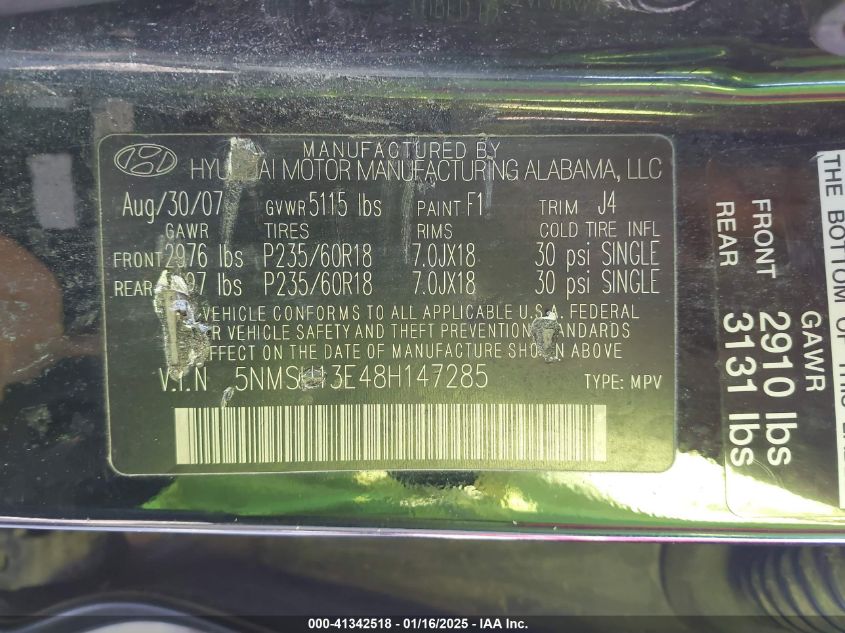 MANUFACTURED BY
MOTOR MANUFACTURING ALABAMA, LLC
Aug/30/07 GVWR 5115 lbs PAINT F1 TRIM J4
GAWR TIRES RIMS COLD TIRE INFL
FRONT 2976 lbs P235/60R18 7.0JX18 30 psi SINGLE
REAR lbs P235/60R18 7.0JX18 30 psi SINGLE
VEHICLE CONFORMS TO ALL APPLICABLE U.S.A. FEDERAL
VEHICLE SAFETY AND THEFT PREVENTION STANDARDS
EFFECT ON THE DATE OF MANUFACTURE SHOWN ABOVE
V.I.N TYPE: MPV
GAWR
FRONT 2910 lbs
REAR 3131 lbs
THE BOTTOM OF
000-41342518 - 01/16/2025 - IAA Inc.